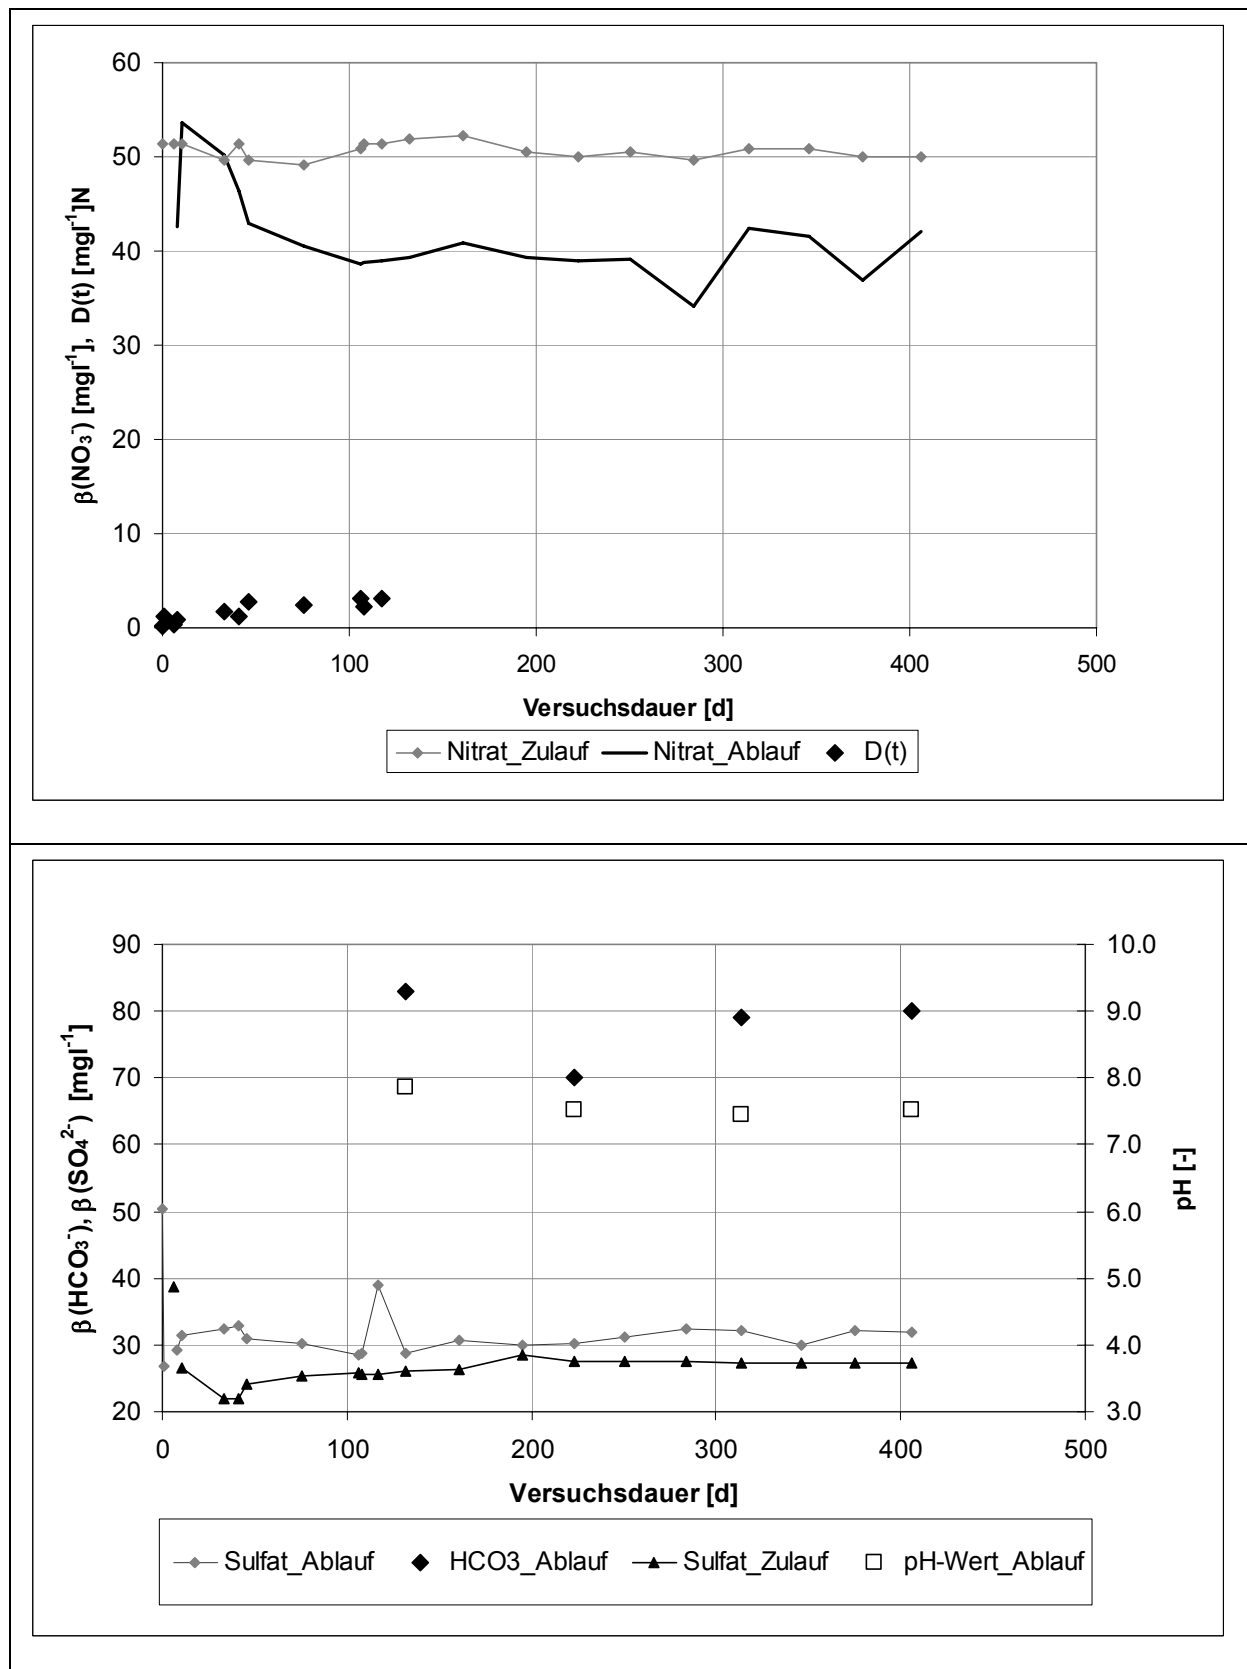 60
50
40
30
20
10
0
0 100 200 300 400 500
β(NO₃⁻) [mgl⁻¹], D(t) [mgl⁻¹]N
Versuchsdauer [d]
Nitrat_Zulauf Nitrat_Ablauf D(t)
90
80
70
60
50
40
30
20
10.0
9.0
8.0
7.0
6.0
5.0
4.0
3.0
0 100 200 300 400 500
β(HCO₃⁻), β(SO₄²⁻) [mgl⁻¹]
pH [-]
Versuchsdauer [d]
Sulfat_Ablauf HCO3_Ablauf Sulfat_Zulauf pH-Wert_Ablauf